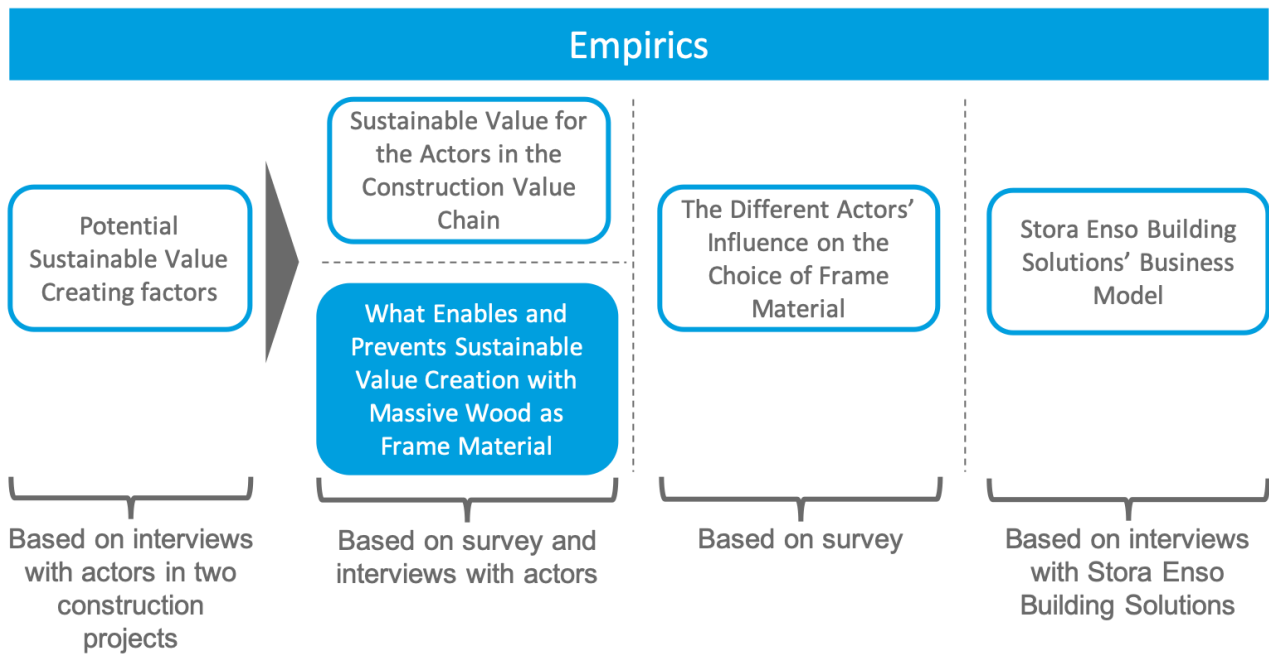 Empirics
Potential
Sustainable Value
Creating factors
Sustainable Value for
the Actors in the
Construction Value
Chain
What Enables and
Prevents Sustainable
Value Creation with
Massive Wood as
Frame Material
The Different Actors’
Influence on the
Choice of Frame
Material
Stora Enso Building
Solutions’ Business
Model
Based on interviews
with actors in two
construction
projects
Based on survey and
interviews with actors
Based on survey
Based on interviews
with Stora Enso
Building Solutions